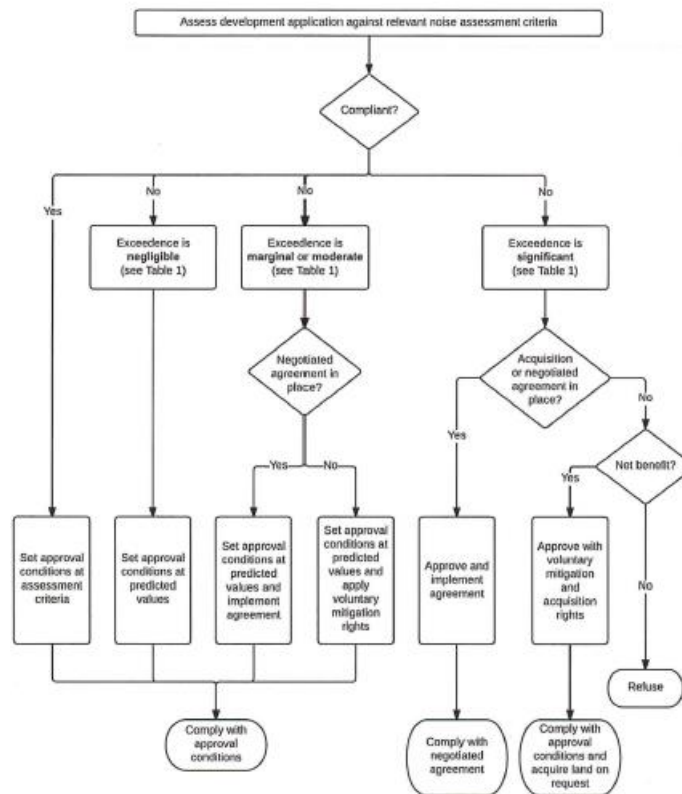 Assess development application against relevant noise assessment criteria
Compliant?
Yes
No
No
No
Exceedence is
negligible
(see Table 1)
Exceedence is
marginal or moderate
(see Table 1)
Exceedence is
significant
(see Table 1)
Negotiated
agreement in
place?
Acquisition
or negotiated
agreement in
place?
Yes
No
Yes
No
Net benefit?
Yes
No
Set approval
conditions at
assessment
criteria
Set approval
conditions at
predicted
values
Set approval
conditions at
predicted
values and
implement
agreement
Set approval
conditions at
predicted
values and
apply
voluntary
mitigation
rights
Approve and
implement
agreement
Approve with
voluntary
mitigation
and
acquisition
rights
Refuse
Comply with
approval
conditions
Comply with
negotiated
agreement
Comply with
approval
conditions and
acquire land on
request